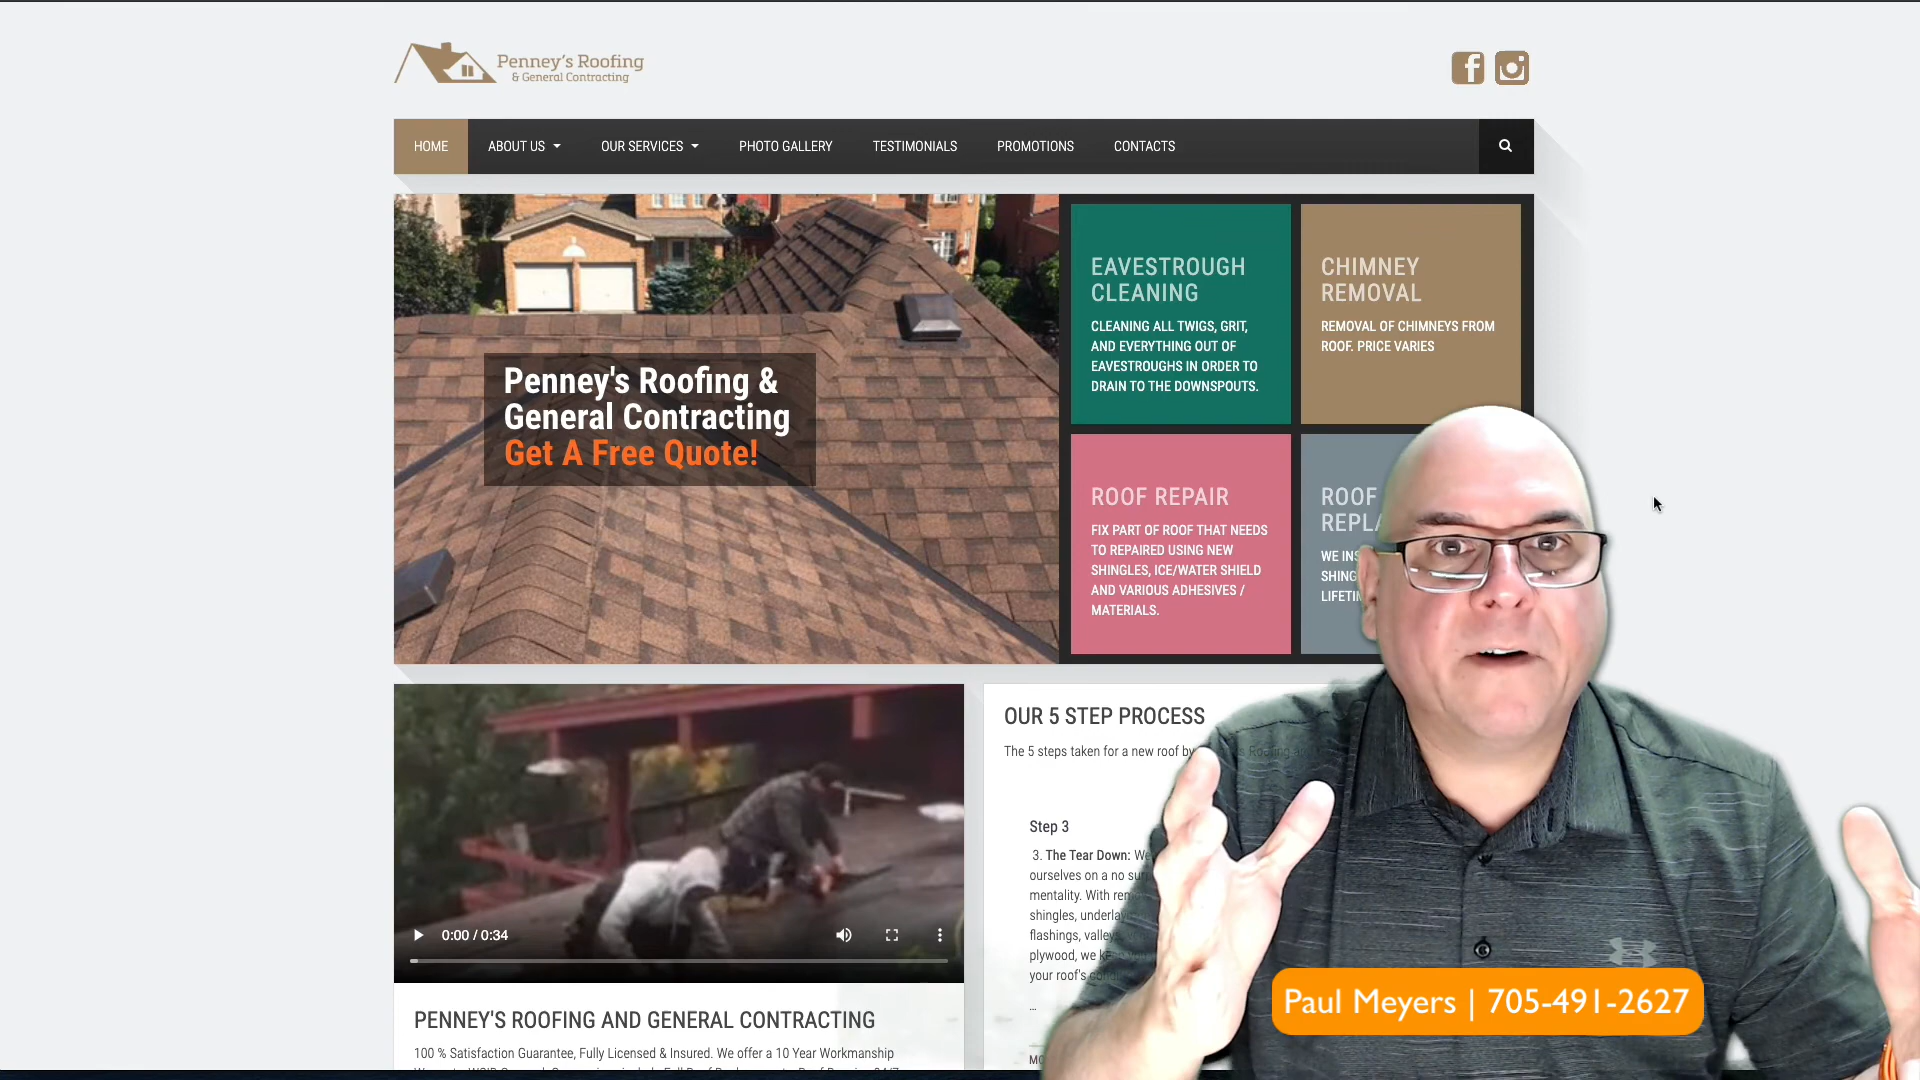 Penney's Roofing
& General Contracting
HOME ABOUT US OUR SERVICES PHOTO GALLERY TESTIMONIALS PROMOTIONS CONTACTS
Penney's Roofing &
General Contracting
Get A Free Quote!
EAVESTROUGH
CLEANING
CLEANING ALL TWIGS, GRIT,
AND EVERYTHING OUT OF
EAVESTROUGHS IN ORDER TO
DRAIN TO THE DOWNSPOUTS.
CHIMNEY
REMOVAL
REMOVAL OF CHIMNEYS FROM
ROOF. PRICE VARIES
ROOF REPAIR
FIX PART OF ROOF THAT NEEDS
TO REPAIRED USING NEW
SHINGLES, ICE/WATER SHIELD
AND VARIOUS ADHESIVES /
MATERIALS.
ROOF
WE
0:00 / 0:34
PENNEY'S ROOFING AND GENERAL CONTRACTING
100 % Satisfaction Guarantee, Fully Licensed & Insured. We offer a 10 Year Workmanship
OUR 5 STEP PROCESS
The 5 steps taken for a new roof by
Step 3
3. The Tear Down: We
ourselves on a no
mentality. With
shingles,
flashings,
plywood, we
your roof's
...
Paul Meyers | 705-491-2627